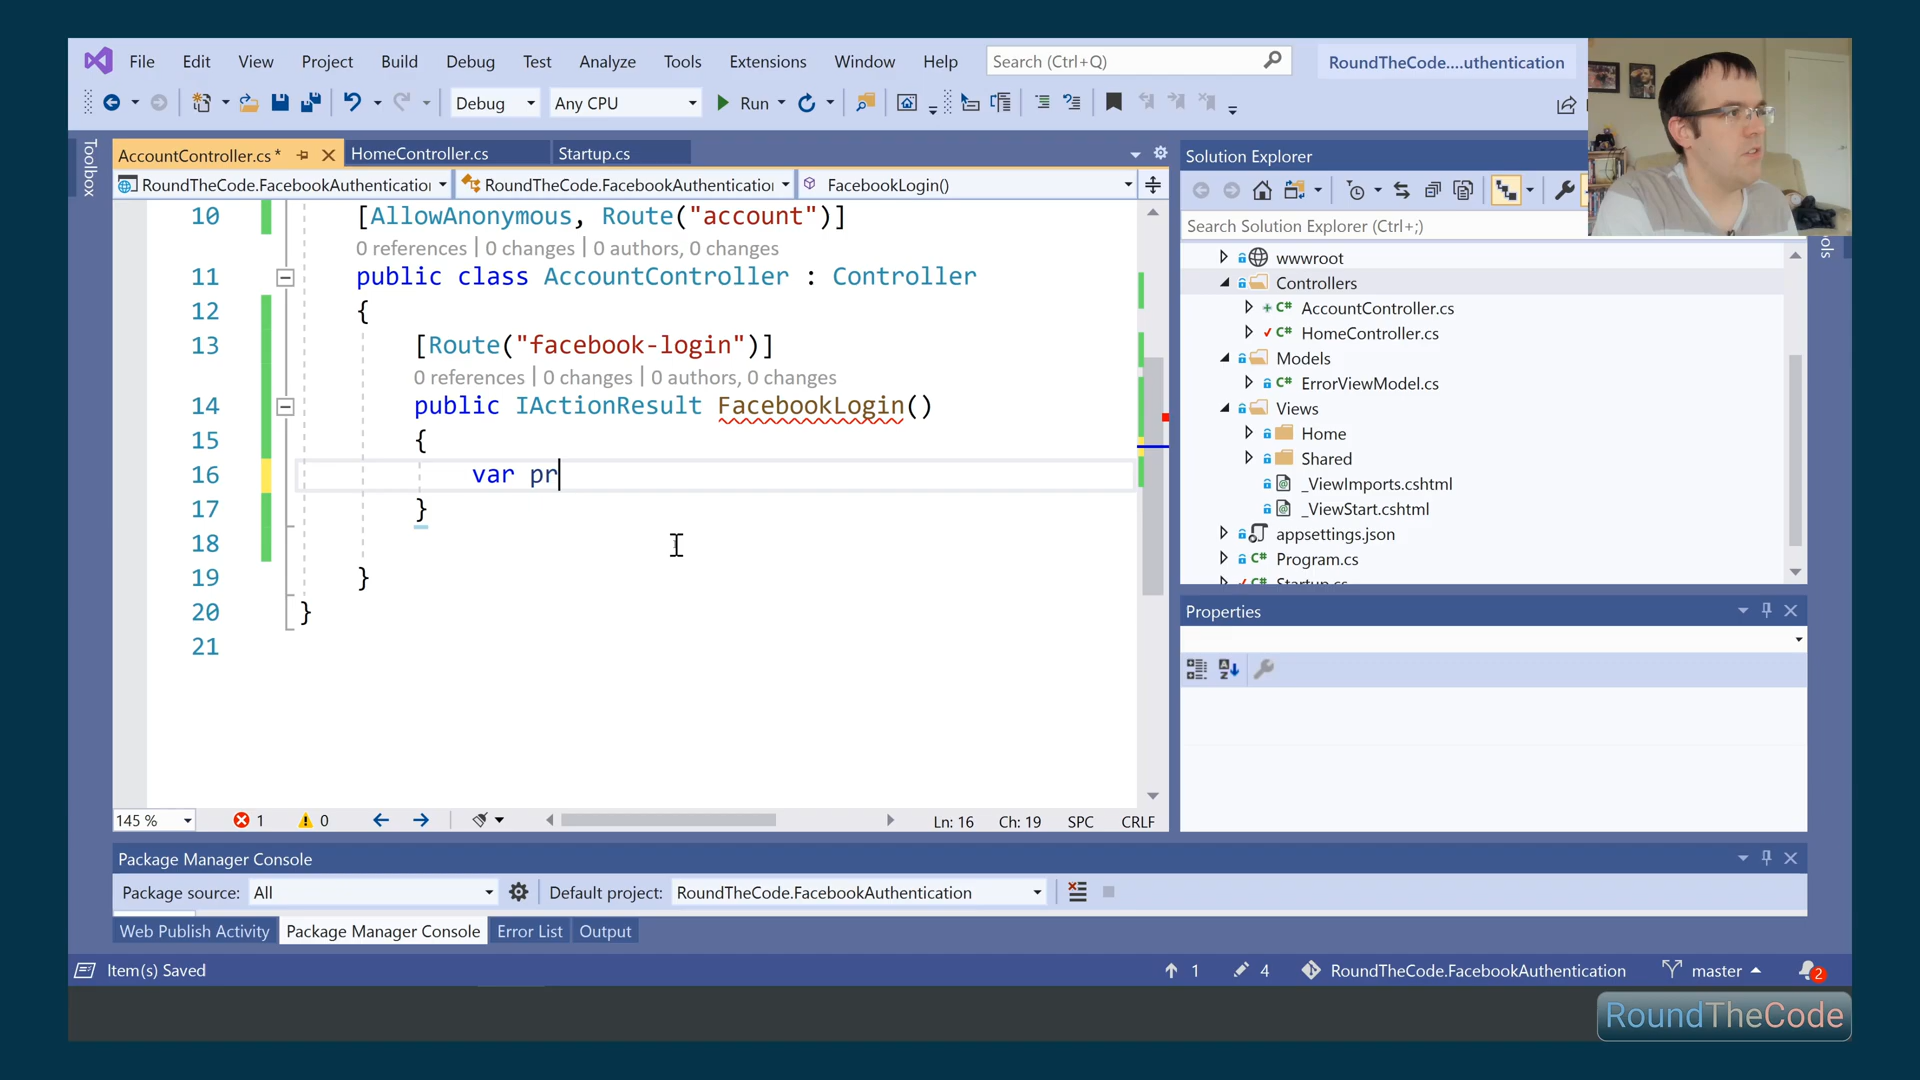 File Edit View Project Build Debug Test Analyze Tools Extensions Window Help Search (Ctrl+Q) RoundTheCode....uthentication
Debug Any CPU Run
Toolbox
AccountController.cs * HomeController.cs Startup.cs
RoundTheCode.FacebookAuthentication RoundTheCode.FacebookAuthentication FacebookLogin()
10 [AllowAnonymous, Route("account")]
0 references | 0 changes | 0 authors, 0 changes
11 public class AccountController : Controller
12 {
13 [Route("facebook-login")]
0 references | 0 changes | 0 authors, 0 changes
14 public IActionResult FacebookLogin()
15 {
16 var pr
17 }
18
19 }
20 }
21
145 % 1 0 Ln: 16 Ch: 19 SPC CRLF
Solution Explorer
Search Solution Explorer (Ctrl+;)
wwwroot
Controllers
C# AccountController.cs
C# HomeController.cs
Models
C# ErrorViewModel.cs
Views
Home
Shared
_ViewImports.cshtml
_ViewStart.cshtml
appsettings.json
C# Program.cs
C# Startup.cs
Properties
Package Manager Console
Package source: All Default project: RoundTheCode.FacebookAuthentication
Web Publish Activity Package Manager Console Error List Output
Item(s) Saved 1 4 RoundTheCode.FacebookAuthentication master 2
RoundTheCode